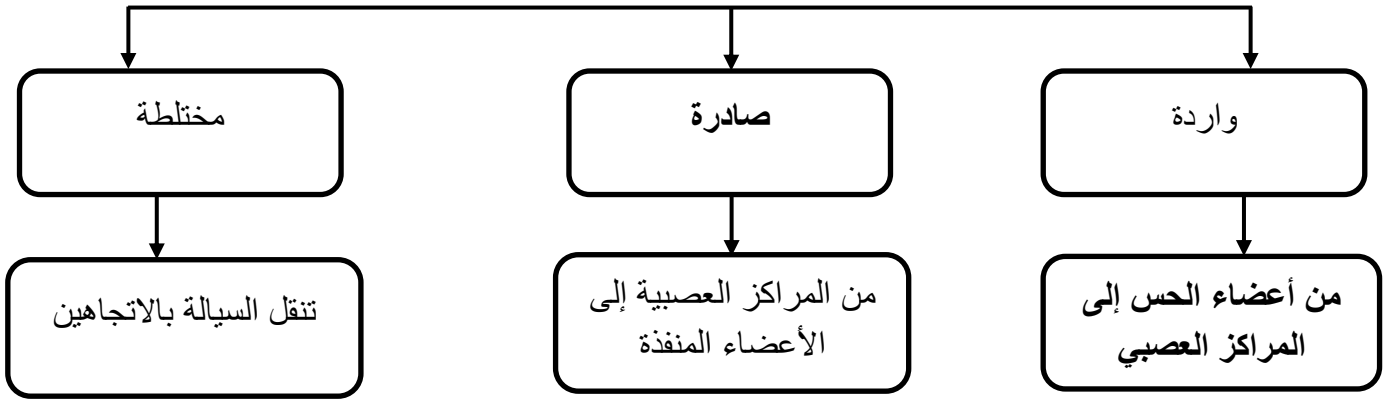 واردة
صادرة
مختلطة
من أعضاء الحس إلى
المراكز العصبي
من المراكز العصبية إلى
الأعضاء المنفذة
تنقل السيالة بالاتجاهين